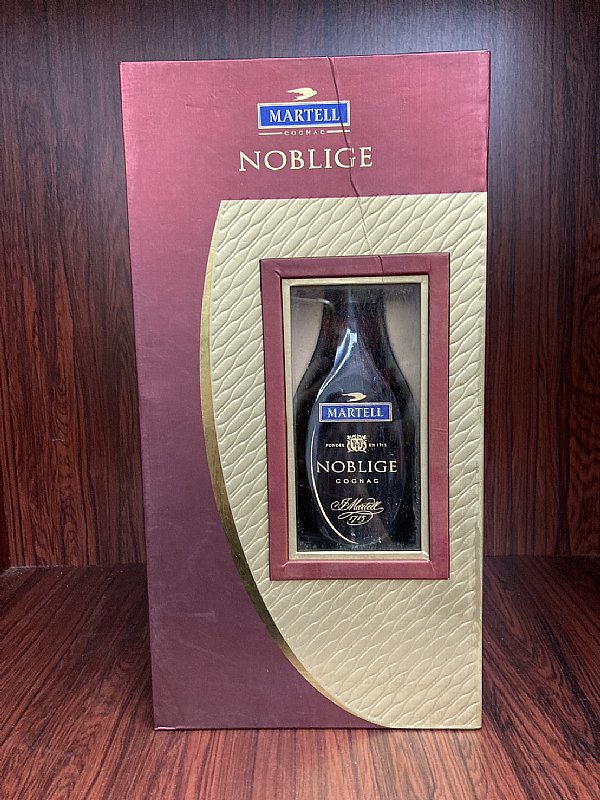 MARTELL
COGNAC
NOBLIGE
MARTELL
FONDÉE EN 1715
NOBLIGE
COGNAC
J. Martell
1715